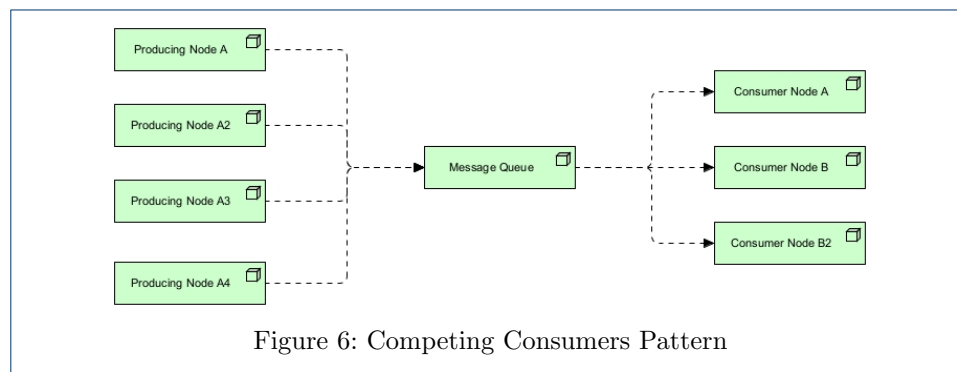 Producing Node A
Producing Node A2
Producing Node A3
Producing Node A4
Message Queue
Consumer Node A
Consumer Node B
Consumer Node B2
Figure 6: Competing Consumers Pattern